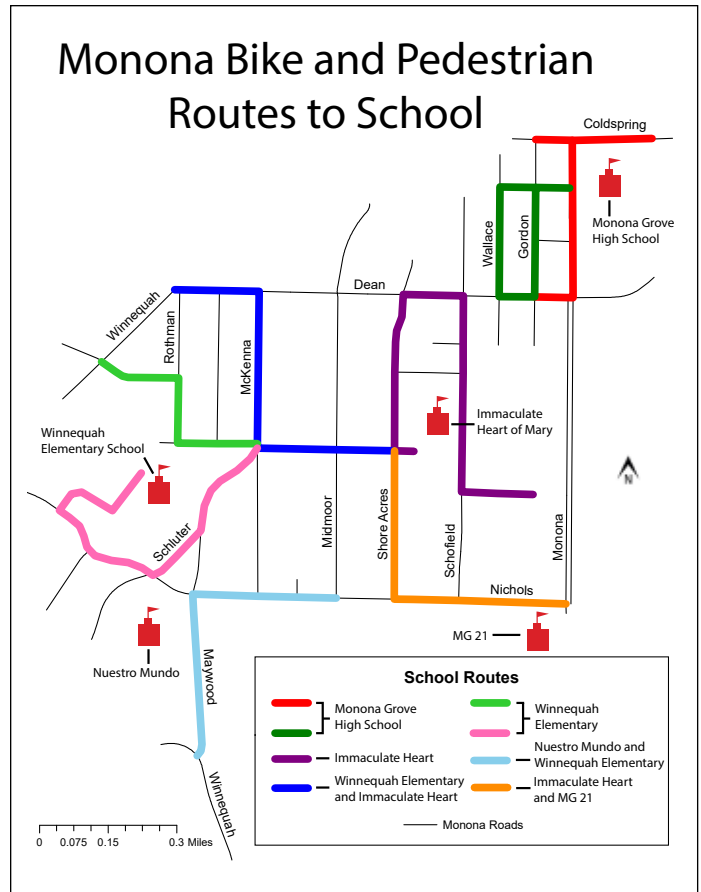 Monona Bike and Pedestrian
Routes to School
Coldspring
Monona Grove
High School
Wallace
Gordon
Dean
Winnequah
Rothman
McKenna
Immaculate
Heart of Mary
Winnequah
Elementary School
N
Midmoor
Shore Acres
Schofield
Monona
Schluter
Nichols
MG 21
Nuestro Mundo
Maywood
Winnequah
School Routes
Monona Grove
High School
Winnequah
Elementary
Immaculate Heart
Nuestro Mundo and
Winnequah Elementary
Winnequah Elementary
and Immaculate Heart
Immaculate Heart
and MG 21
Monona Roads
0 0.075 0.15 0.3 Miles